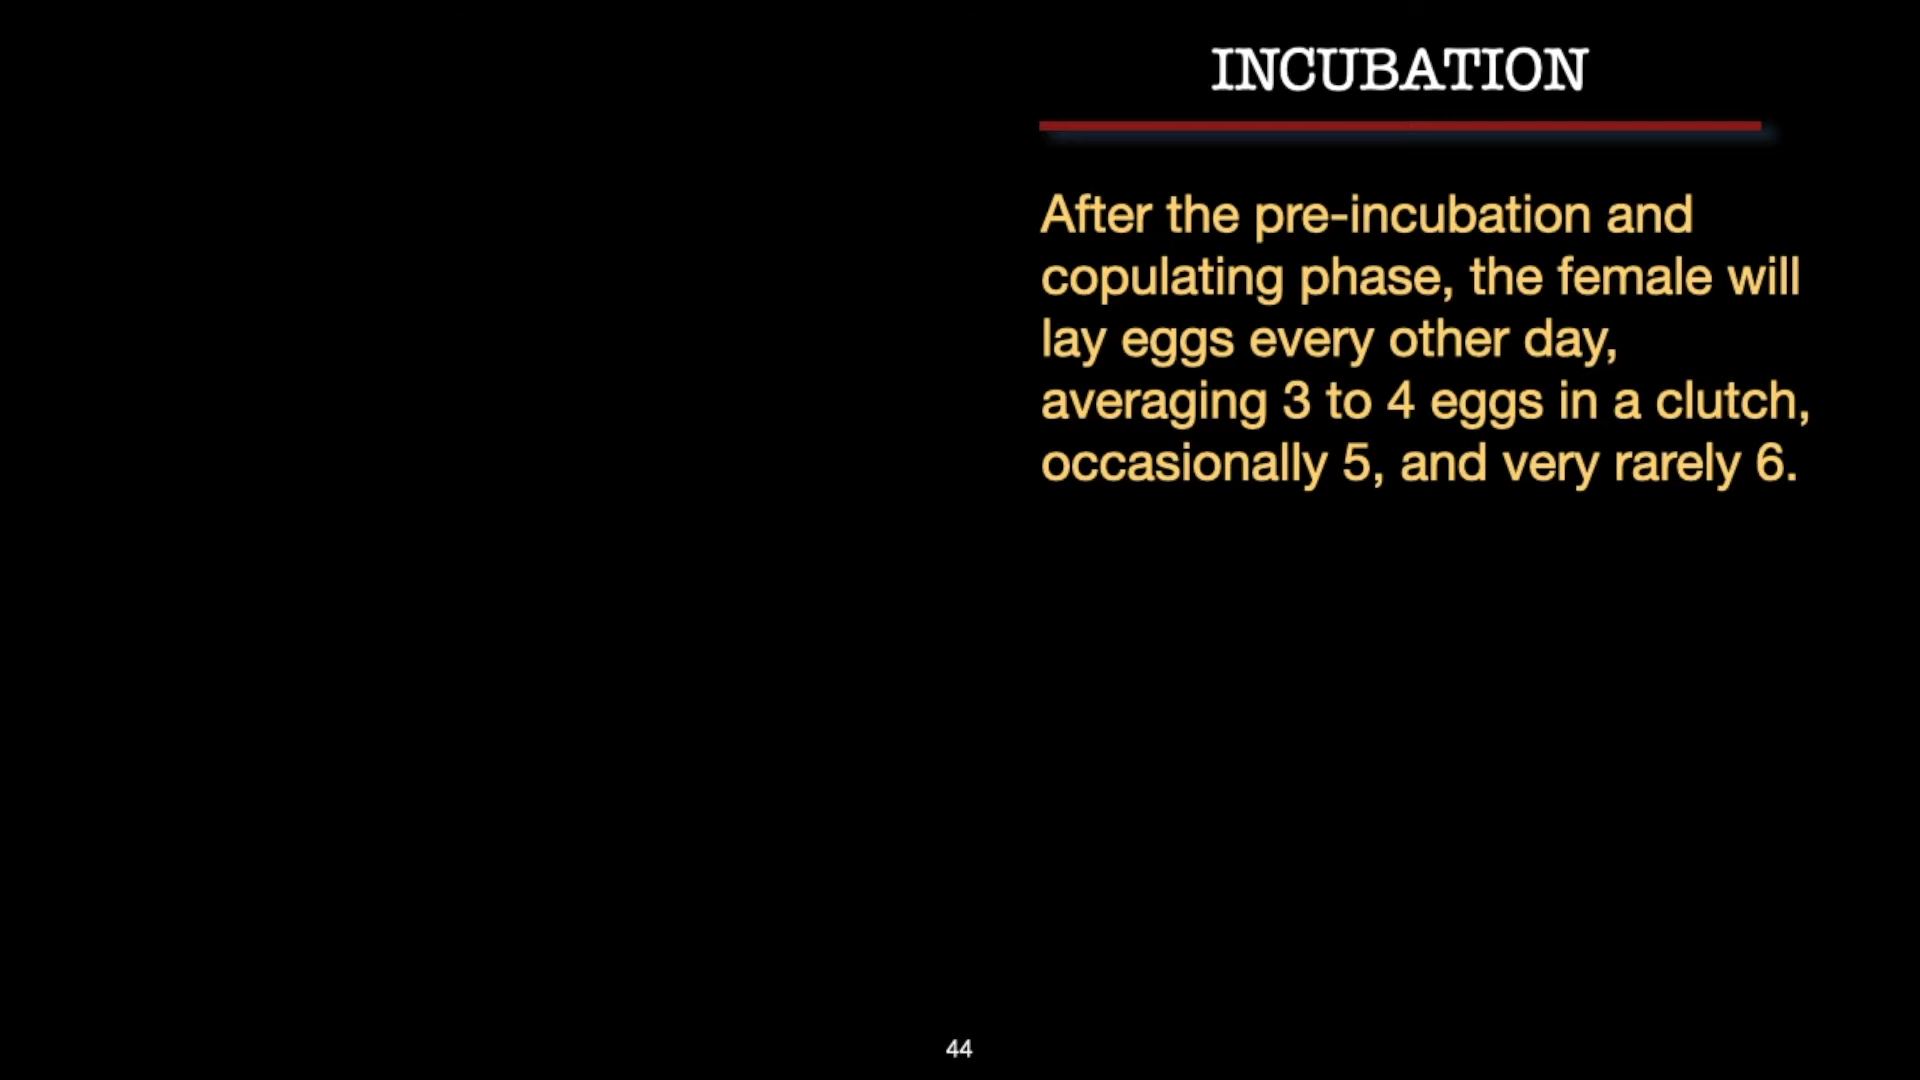 INCUBATION
After the pre-incubation and
copulating phase, the female will
lay eggs every other day,
averaging 3 to 4 eggs in a clutch,
occasionally 5, and very rarely 6.
44